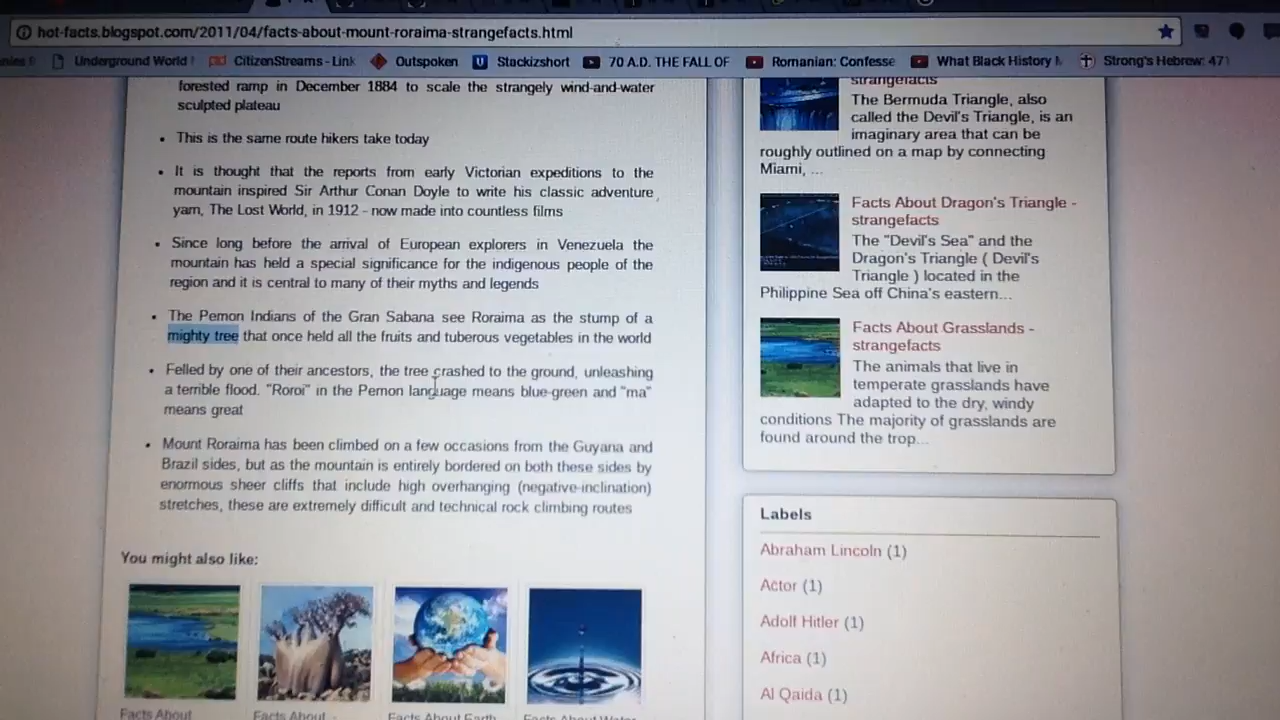 hot-facts.blogspot.com/2011/04/facts-about-mount-roraima-strangefacts.html
Underground World
CitizenStreams - Link
Outspoken
Stackizshort
70 A.D. THE FALL OF
Romanian: Confesse
What Black History
Strong's Hebrew: 471
forested ramp in December 1884 to scale the strangely wind-and-water
sculpted plateau
• This is the same route hikers take today
• It is thought that the reports from early Victorian expeditions to the
mountain inspired Sir Arthur Conan Doyle to write his classic adventure
yarn, The Lost World, in 1912 - now made into countless films
• Since long before the arrival of European explorers in Venezuela the
mountain has held a special significance for the indigenous people of the
region and it is central to many of their myths and legends
• The Pemon Indians of the Gran Sabana see Roraima as the stump of a
mighty tree that once held all the fruits and tuberous vegetables in the world
• Felled by one of their ancestors, the tree crashed to the ground, unleashing
a terrible flood. "Roroi" in the Pemon language means blue-green and "ma"
means great
• Mount Roraima has been climbed on a few occasions from the Guyana and
Brazil sides, but as the mountain is entirely bordered on both these sides by
enormous sheer cliffs that include high overhanging (negative-inclination)
stretches, these are extremely difficult and technical rock climbing routes
You might also like:
Facts About
Facts About
Facts About Earth
Facts About Water
strangefacts
The Bermuda Triangle, also
called the Devil's Triangle, is an
imaginary area that can be
roughly outlined on a map by connecting
Miami, ...
Facts About Dragon's Triangle -
strangefacts
The "Devil's Sea" and the
Dragon's Triangle ( Devil's
Triangle ) located in the
Philippine Sea off China's eastern...
Facts About Grasslands -
strangefacts
The animals that live in
temperate grasslands have
adapted to the dry, windy
conditions The majority of grasslands are
found around the trop...
Labels
Abraham Lincoln (1)
Actor (1)
Adolf Hitler (1)
Africa (1)
Al Qaida (1)